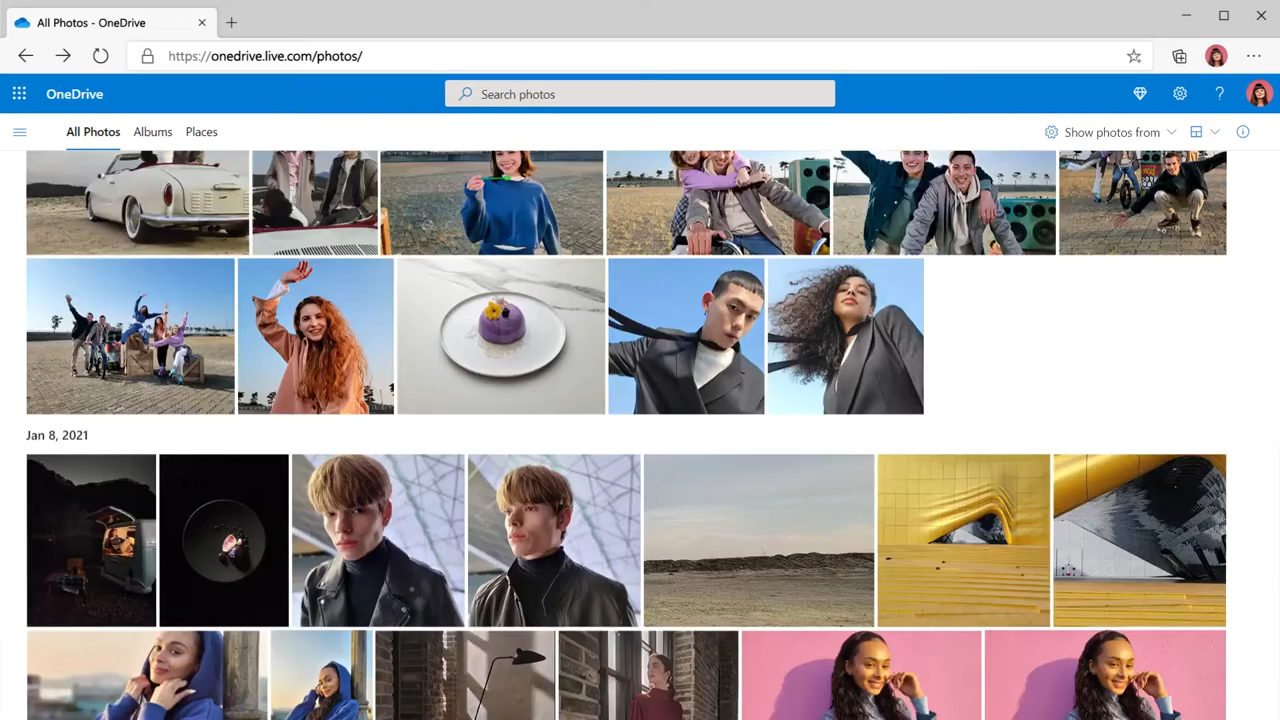 All Photos - OneDrive
https://onedrive.live.com/photos/
OneDrive
Search photos
All Photos Albums Places
Show photos from
Jan 8, 2021